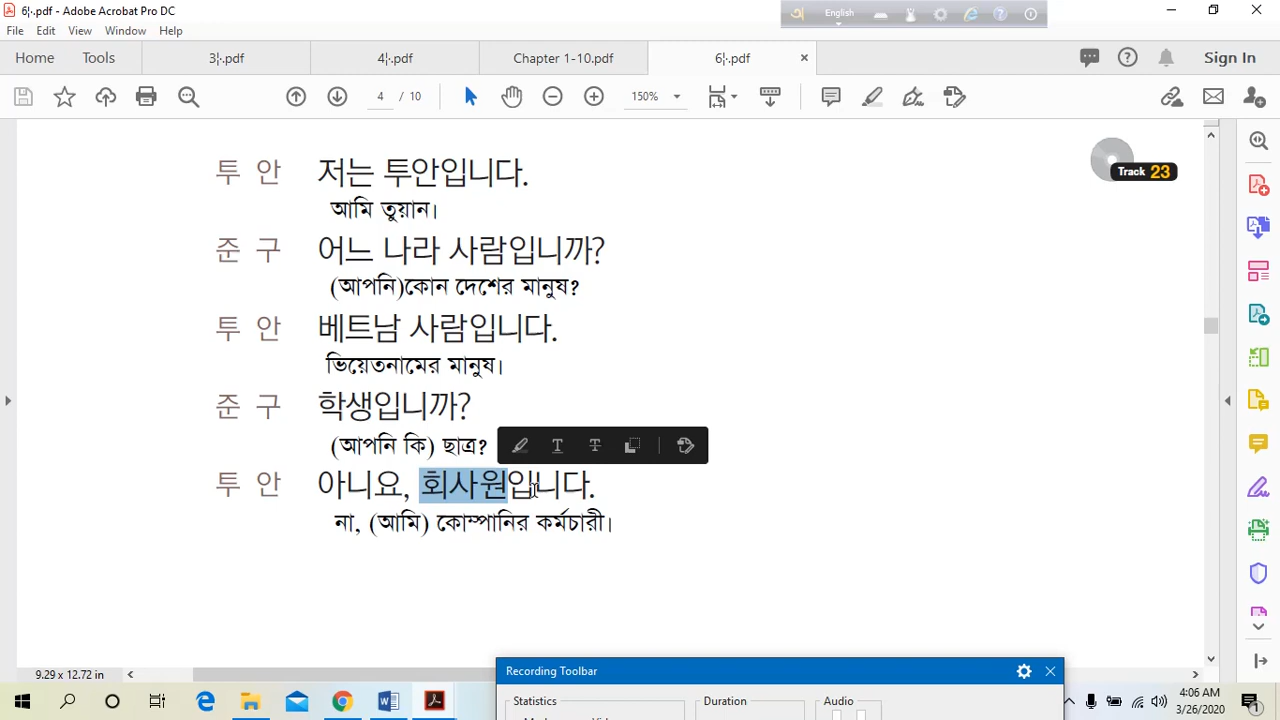 6¦·.pdf - Adobe Acrobat Pro DC
English
File Edit View Window Help
Home Tools 3¦·.pdf 4¦·.pdf Chapter 1-10.pdf 6¦·.pdf × Sign In
4 / 10 150%
Track 23
투 안 저는 투안입니다.
আমি তুয়ান।
준 구 어느 나라 사람입니까?
(আপনি)কোন দেশের মানুষ?
투 안 베트남 사람입니다.
ভিয়েতনামের মানুষ।
준 구 학생입니까?
(আপনি কি) ছাত্র?
투 안 아니요, 회사원입니다.
না, (আমি) কোম্পানির কর্মচারী।
9.29 x 12.72 in
Recording Toolbar
Statistics Duration Audio
4:06 AM
3/26/2020